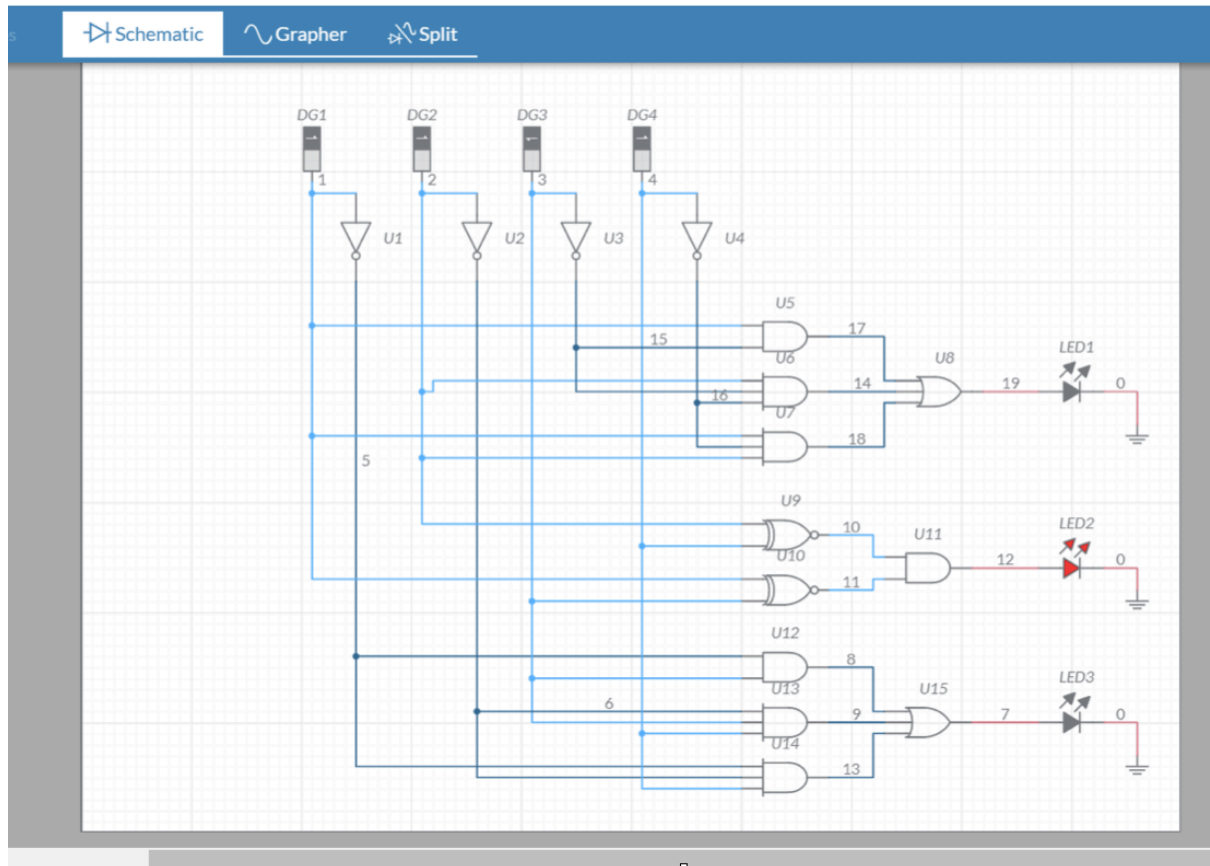 s Schematic Grapher Split
DG1 DG2 DG3 DG4
1 2 3 4
U1 U2 U3 U4
U5
15 17
U6 U8 LED1
16 14 19 0
U7
18
5
U9
10 U11 LED2
U10 12 0
11
U12
8
U13 U15 LED3
6 9 7 0
U14
13